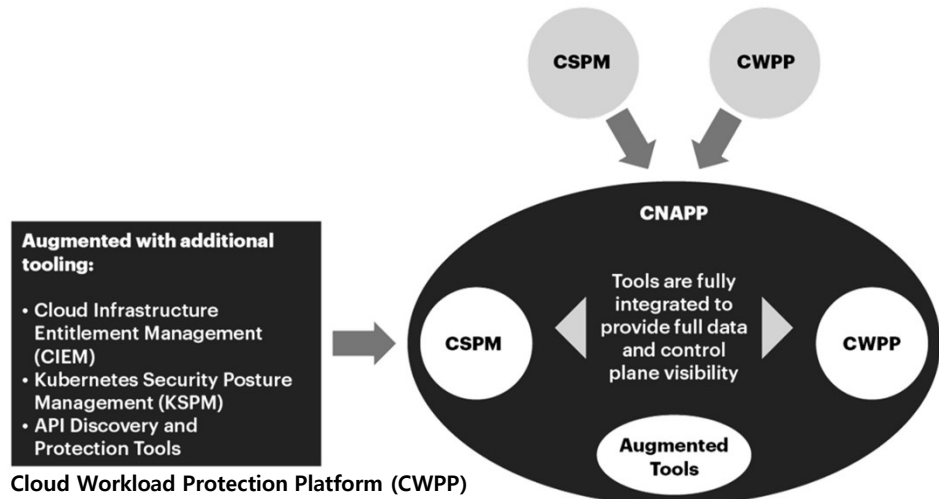 CSPM
CWPP
CNAPP
Augmented with additional
tooling:
• Cloud Infrastructure
Entitlement Management
(CIEM)
• Kubernetes Security Posture
Management (KSPM)
• API Discovery and
Protection Tools
Tools are fully
integrated to
provide full data
and control
plane visibility
CSPM
CWPP
Augmented
Tools
Cloud Workload Protection Platform (CWPP)